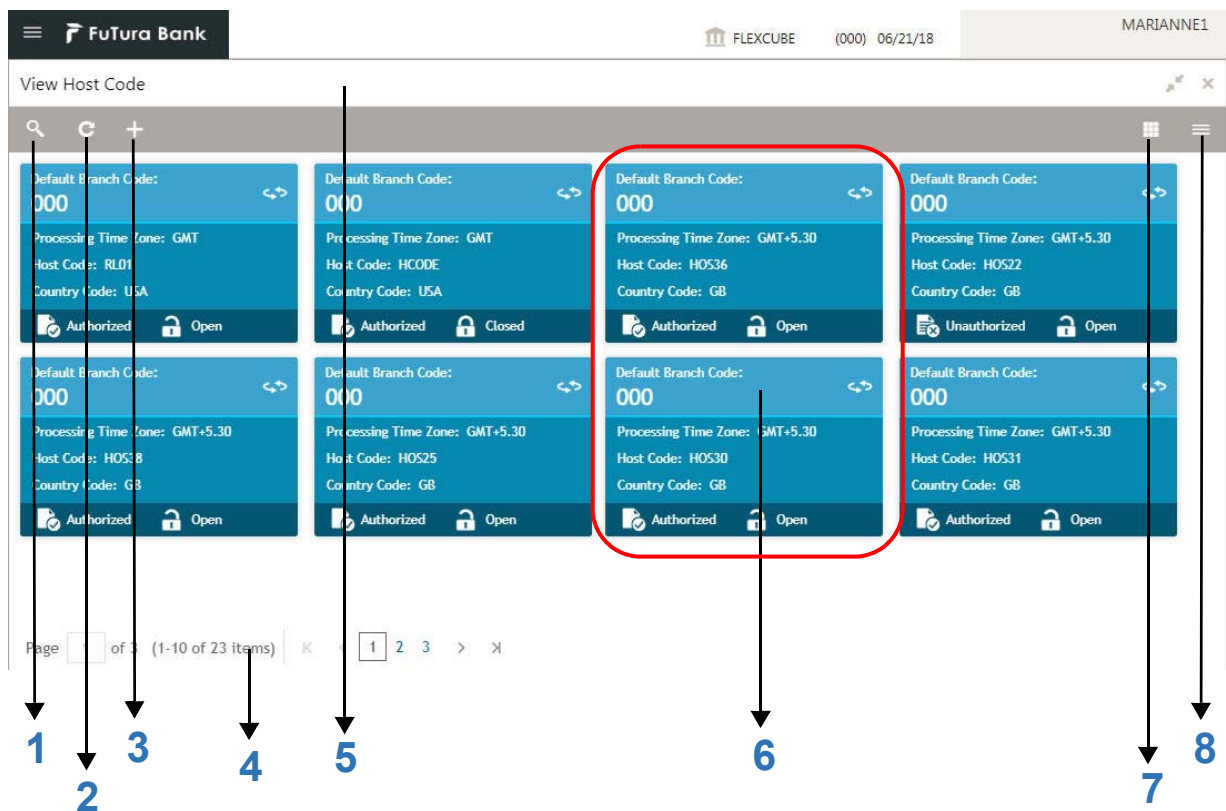 FuTura Bank
FLEXCUBE (000) 06/21/18
MARIANNE1
View Host Code
Default Branch Code: Default Branch Code: Default Branch Code: Default Branch Code:
000 000 000 000
Processing Time Zone: GMT Processing Time Zone: GMT Processing Time Zone: GMT+5.30 Processing Time Zone: GMT+5.30
Host Code: RL01 Host Code: HCODE Host Code: HOS36 Host Code: HOS22
Country Code: USA Country Code: USA Country Code: GB Country Code: GB
Authorized Open Authorized Closed Authorized Open Unauthorized Open
Default Branch Code: Default Branch Code: Default Branch Code: Default Branch Code:
000 000 000 000
Processing Time Zone: GMT+5.30 Processing Time Zone: GMT+5.30 Processing Time Zone: GMT+5.30 Processing Time Zone: GMT+5.30
Host Code: HOS38 Host Code: HOS25 Host Code: HOS30 Host Code: HOS31
Country Code: GB Country Code: GB Country Code: GB Country Code: GB
Authorized Open Authorized Open Authorized Open Authorized Open
Page of 3 (1-10 of 23 items) 1 2 3
1 2 3 4 5 6 7 8